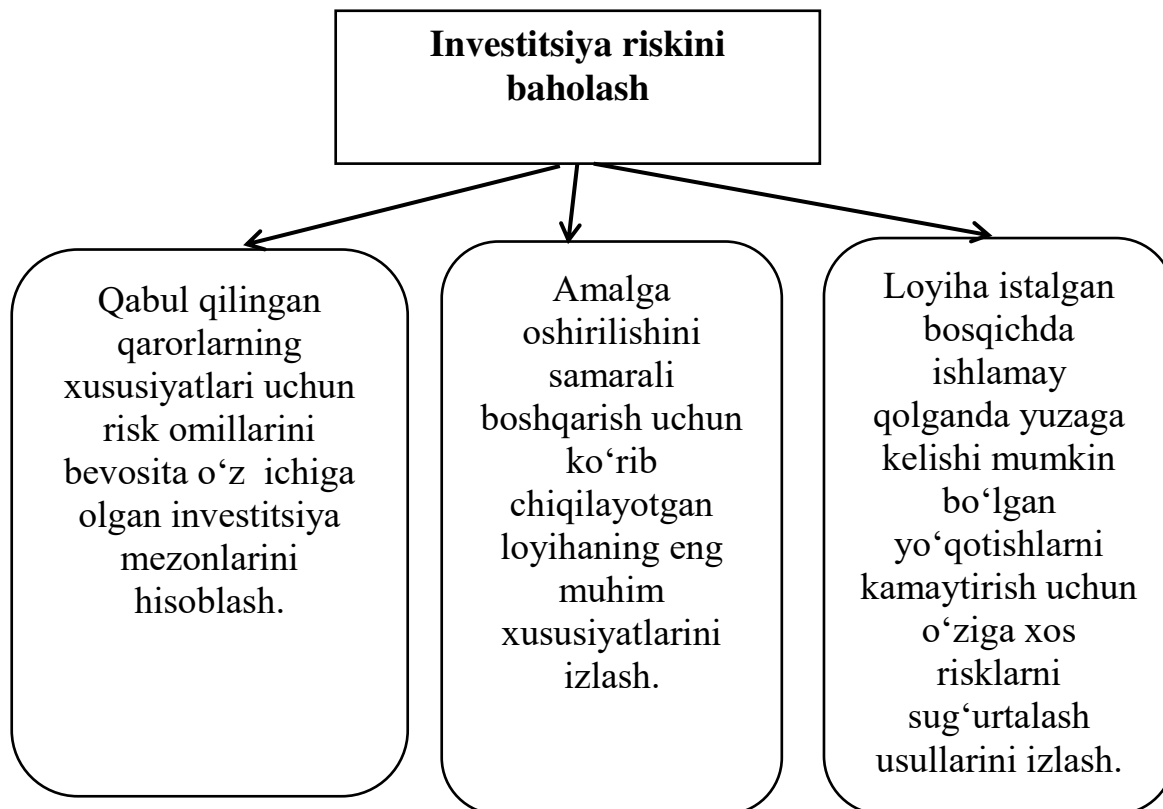 Investitsiya riskini
baholash
Qabul qilingan
qarorlarning
xususiyatlari uchun
risk omillarini
bevosita o‘z ichiga
olgan investitsiya
mezonlarini
hisoblash.
Amalga
oshirilishini
samarali
boshqarish uchun
ko‘rib
chiqilayotgan
loyihaning eng
muhim
xususiyatlarini
izlash.
Loyiha istalgan
bosqichda
ishlamay
qolganda yuzaga
kelishi mumkin
bo‘lgan
yo‘qotishlarni
kamaytirish uchun
o‘ziga xos
risklarni
sug‘urtalash
usullarini izlash.